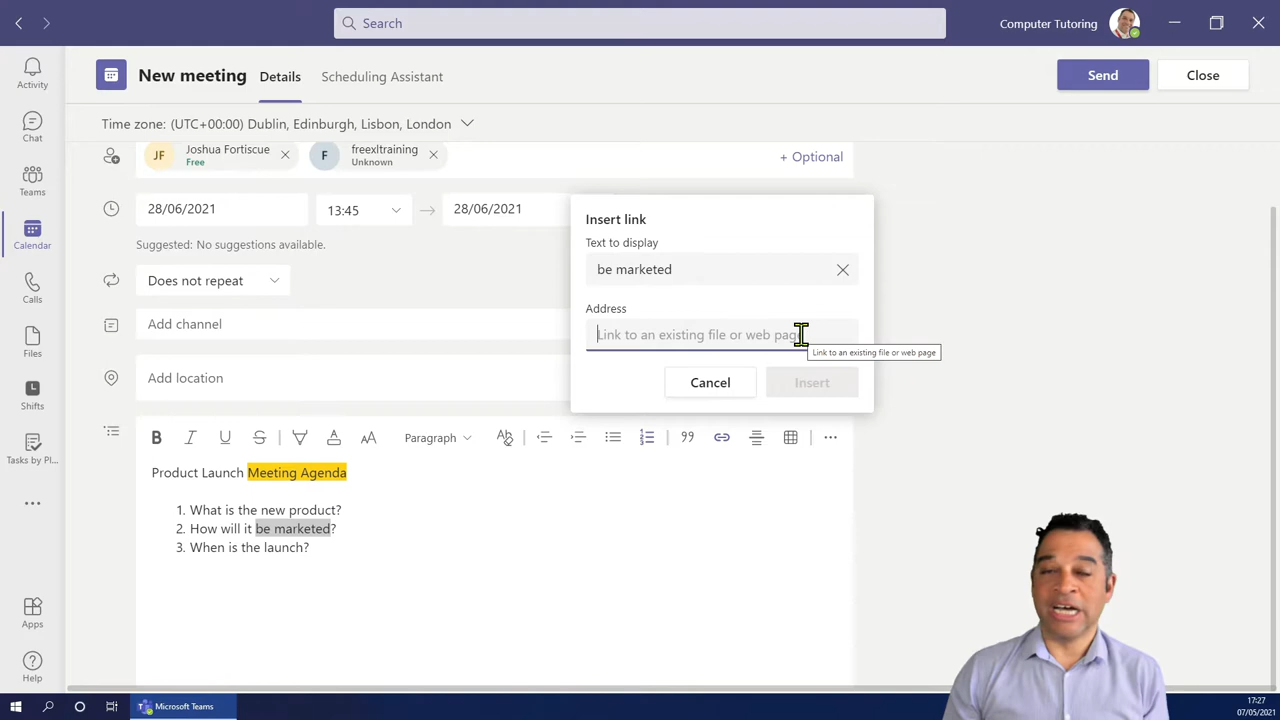 Search
Computer Tutoring
New meeting
Details
Scheduling Assistant
Send
Close
Time zone: (UTC+00:00) Dublin, Edinburgh, Lisbon, London
JF
Joshua Fortiscue
Free
F
freexltraining
Unknown
+ Optional
28/06/2021
13:45
28/06/2021
Suggested: No suggestions available.
Does not repeat
Add channel
Add location
Insert link
Text to display
be marketed
Address
Link to an existing file or web page
Link to an existing file or web page
Cancel
Insert
Paragraph
Product Launch Meeting Agenda
1. What is the new product?
2. How will it be marketed?
3. When is the launch?
Activity
Chat
Teams
Calendar
Calls
Files
Shifts
Tasks by Pl...
Apps
Help
Microsoft Teams
17:27
07/05/2021